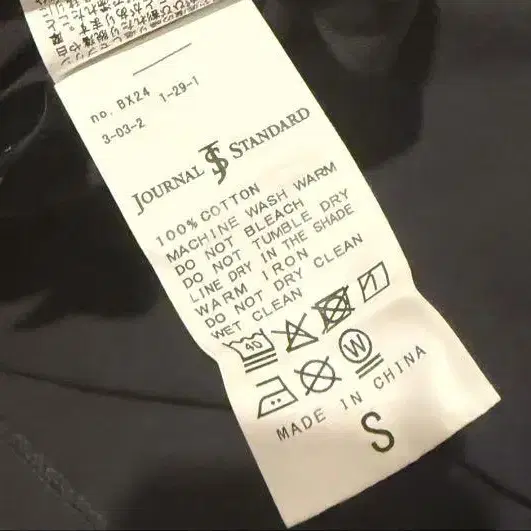 no. BX24
3-03-2 1-29-1
JOURNAL JS STANDARD
100% COTTON
MACHINE WASH WARM
DO NOT BLEACH
DO NOT TUMBLE DRY
LINE DRY IN THE SHADE
WARM IRON
DO NOT DRY CLEAN
WET CLEAN
40
W
MADE IN CHINA
S